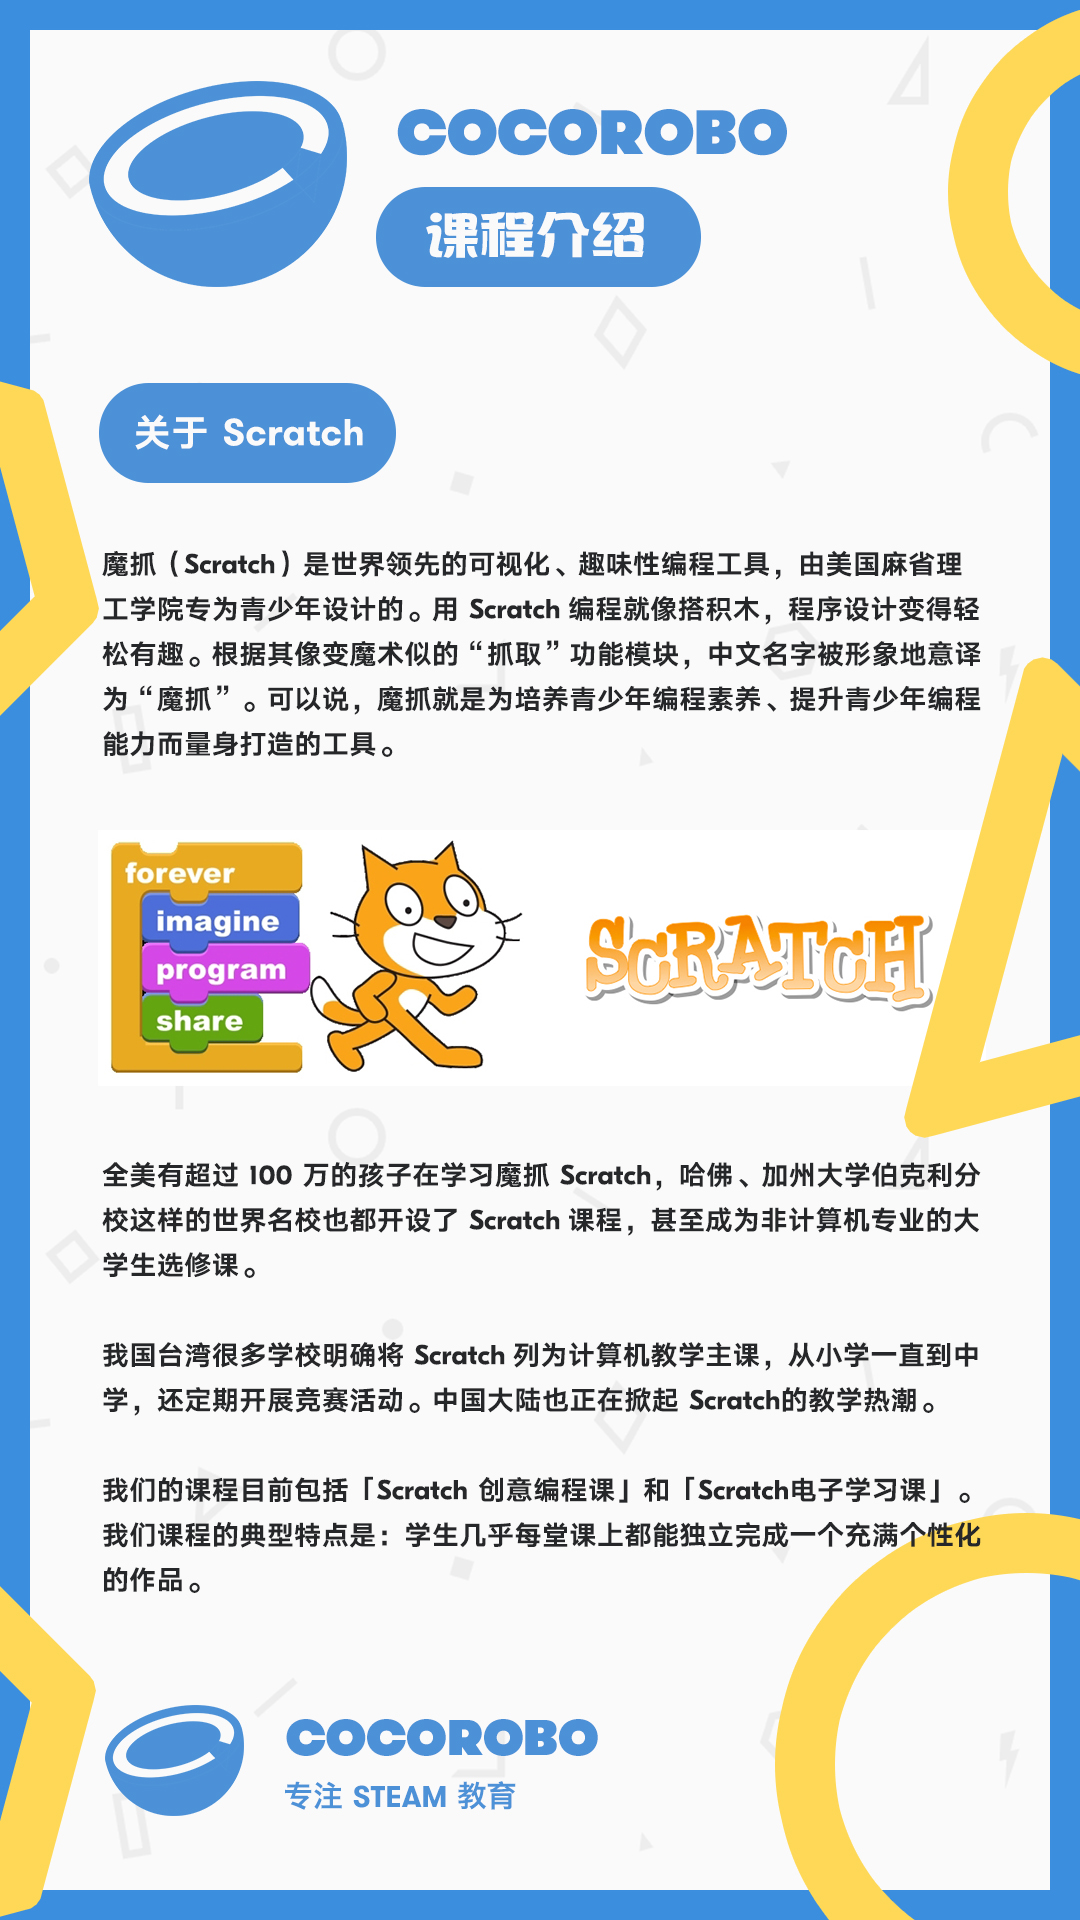 COCOROBO
课程介绍
关于 Scratch
魔抓（Scratch）是世界领先的可视化、趣味性编程工具，由美国麻省理
工学院专为青少年设计的。用 Scratch 编程就像搭积木，程序设计变得轻
松有趣。根据其像变魔术似的“抓取”功能模块，中文名字被形象地意译
为“魔抓”。可以说，魔抓就是为培养青少年编程素养、提升青少年编程
能力而量身打造的工具。
forever
imagine
program
share
SCRATCH
全美有超过 100 万的孩子在学习魔抓 Scratch，哈佛、加州大学伯克利分
校这样的世界名校也都开设了 Scratch 课程，甚至成为非计算机专业的大
学生选修课。
我国台湾很多学校明确将 Scratch 列为计算机教学主课，从小学一直到中
学，还定期开展竞赛活动。中国大陆也正在掀起 Scratch的教学热潮。
我们的课程目前包括「Scratch 创意编程课」和「Scratch电子学习课」。
我们课程的典型特点是：学生几乎每堂课上都能独立完成一个充满个性化
的作品。
COCOROBO
专注 STEAM 教育